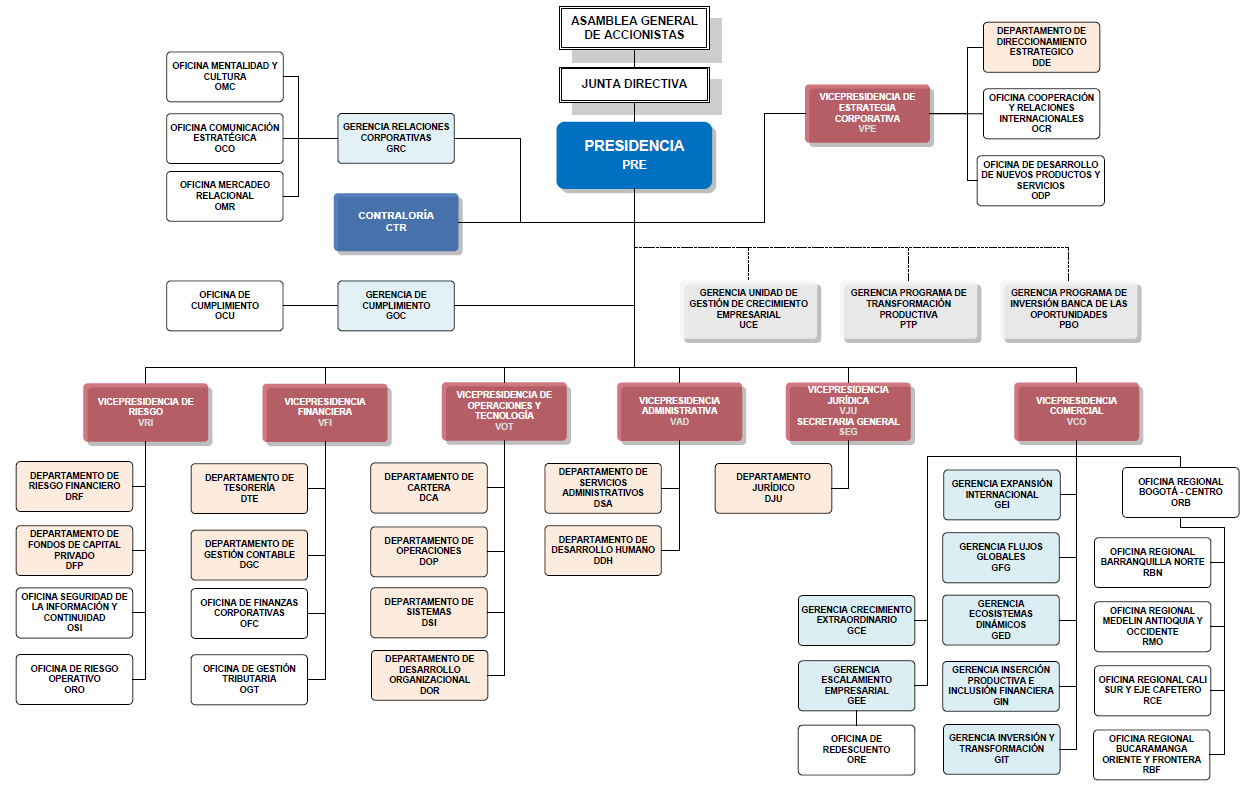 ASAMBLEA GENERAL
DE ACCIONISTAS
JUNTA DIRECTIVA
PRESIDENCIA
PRE
OFICINA MENTALIDAD Y
CULTURA
OMC
OFICINA COMUNICACIÓN
ESTRATÉGICA
OCO
OFICINA MERCADEO
RELACIONAL
OMR
GERENCIA RELACIONES
CORPORATIVAS
GRC
CONTRALORÍA
CTR
VICEPRESIDENCIA DE
ESTRATEGIA
CORPORATIVA
VPE
DEPARTAMENTO DE
DIRECCIONAMIENTO
ESTRATEGICO
DDE
OFICINA COOPERACIÓN
Y RELACIONES
INTERNACIONALES
OCR
OFICINA DE DESARROLLO
DE NUEVOS PRODUCTOS Y
SERVICIOS
ODP
OFICINA DE
CUMPLIMIENTO
OCU
GERENCIA DE
CUMPLIMIENTO
GOC
GERENCIA UNIDAD DE
GESTIÓN DE CRECIMIENTO
EMPRESARIAL
UCE
GERENCIA PROGRAMA DE
TRANSFORMACIÓN
PRODUCTIVA
PTP
GERENCIA PROGRAMA DE
INVERSIÓN BANCA DE LAS
OPORTUNIDADES
PBO
VICEPRESIDENCIA DE
RIESGO
VRI
VICEPRESIDENCIA
FINANCIERA
VFI
VICEPRESIDENCIA DE
OPERACIONES Y
TECNOLOGÍA
VOT
VICEPRESIDENCIA
ADMINISTRATIVA
VAD
VICEPRESIDENCIA
JURÍDICA
VJU
SECRETARIA GENERAL
SEG
VICEPRESIDENCIA
COMERCIAL
VCO
DEPARTAMENTO DE
RIESGO FINANCIERO
DRF
DEPARTAMENTO DE
FONDOS DE CAPITAL
PRIVADO
DFP
OFICINA SEGURIDAD DE
LA INFORMACIÓN Y
CONTINUIDAD
OSI
OFICINA DE RIESGO
OPERATIVO
ORO
DEPARTAMENTO DE
TESORERÍA
DTE
DEPARTAMENTO DE
GESTIÓN CONTABLE
DGC
OFICINA DE FINANZAS
CORPORATIVAS
OFC
OFICINA DE GESTIÓN
TRIBUTARIA
OGT
DEPARTAMENTO DE
CARTERA
DCA
DEPARTAMENTO DE
OPERACIONES
DOP
DEPARTAMENTO DE
SISTEMAS
DSI
DEPARTAMENTO DE
DESARROLLO
ORGANIZACIONAL
DOR
DEPARTAMENTO DE
SERVICIOS
ADMINISTRATIVOS
DSA
DEPARTAMENTO DE
DESARROLLO HUMANO
DDH
DEPARTAMENTO
JURÍDICO
DJU
GERENCIA CRECIMIENTO
EXTRAORDINARIO
GCE
GERENCIA
ESCALAMIENTO
EMPRESARIAL
GEE
OFICINA DE
REDESCUENTO
ORE
GERENCIA EXPANSIÓN
INTERNACIONAL
GEI
GERENCIA FLUJOS
GLOBALES
GFG
GERENCIA
ECOSISTEMAS
DINÁMICOS
GED
GERENCIA INSERCIÓN
PRODUCTIVA E
INCLUSIÓN FINANCIERA
GIN
GERENCIA INVERSIÓN Y
TRANSFORMACIÓN
GIT
OFICINA REGIONAL
BOGOTÁ - CENTRO
ORB
OFICINA REGIONAL
BARRANQUILLA NORTE
RBN
OFICINA REGIONAL
MEDELIN ANTIOQUIA Y
OCCIDENTE
RMO
OFICINA REGIONAL CALI
SUR Y EJE CAFETERO
RCE
OFICINA REGIONAL
BUCARAMANGA
ORIENTE Y FRONTERA
RBF